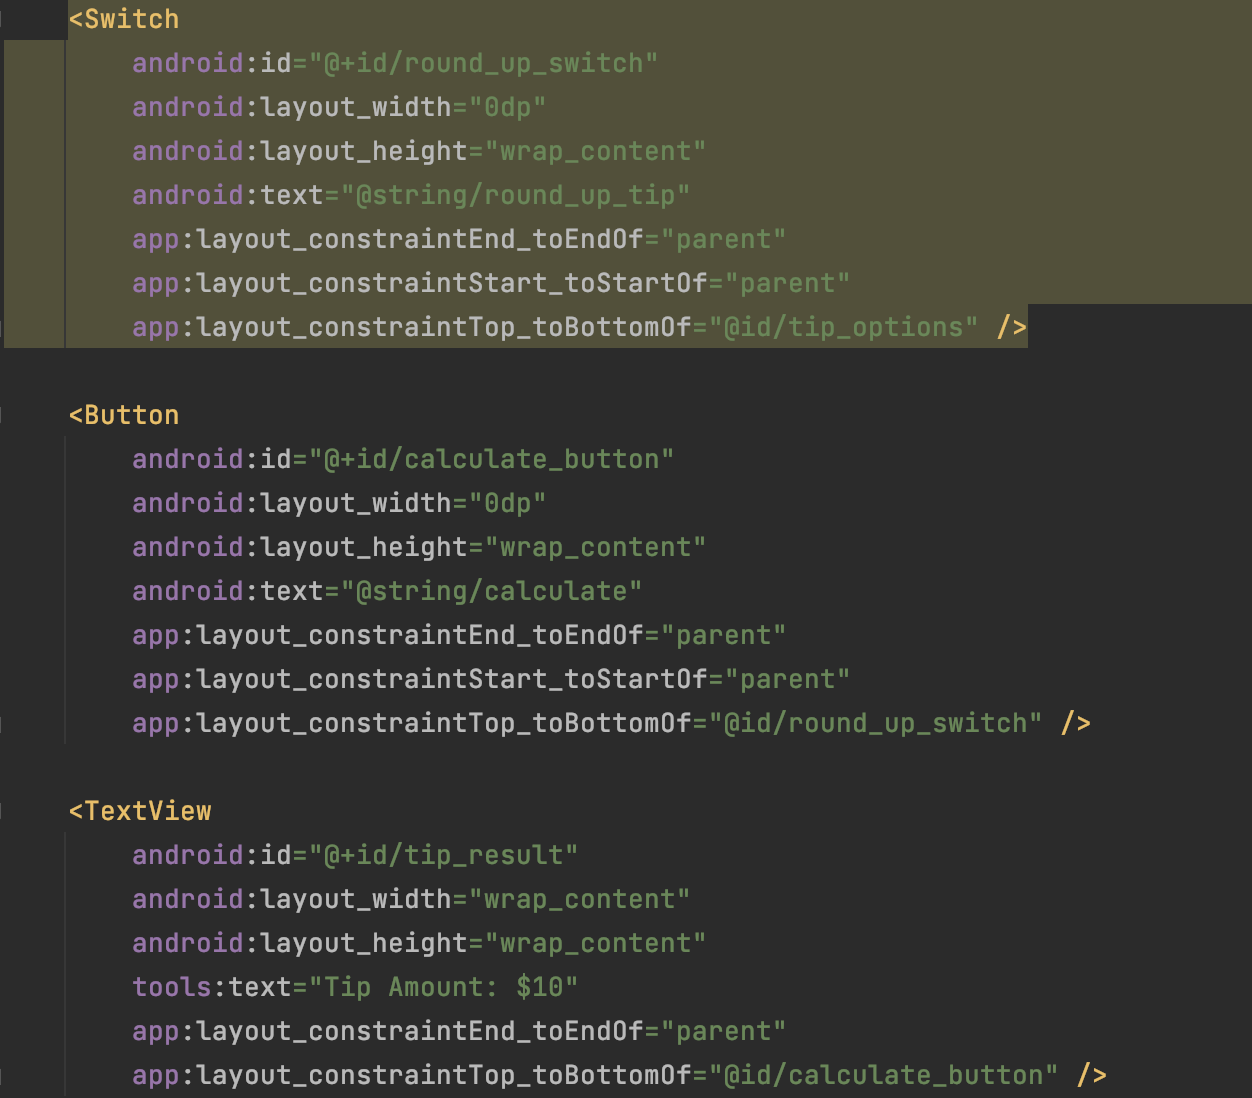 <Switch
android:id="@+id/round_up_switch"
android:layout_width="0dp"
android:layout_height="wrap_content"
android:text="@string/round_up_tip"
app:layout_constraintEnd_toEndOf="parent"
app:layout_constraintStart_toStartOf="parent"
app:layout_constraintTop_toBottomOf="@id/tip_options" />
<Button
android:id="@+id/calculate_button"
android:layout_width="0dp"
android:layout_height="wrap_content"
android:text="@string/calculate"
app:layout_constraintEnd_toEndOf="parent"
app:layout_constraintStart_toStartOf="parent"
app:layout_constraintTop_toBottomOf="@id/round_up_switch" />
<TextView
android:id="@+id/tip_result"
android:layout_width="wrap_content"
android:layout_height="wrap_content"
tools:text="Tip Amount: $10"
app:layout_constraintEnd_toEndOf="parent"
app:layout_constraintTop_toBottomOf="@id/calculate_button" />